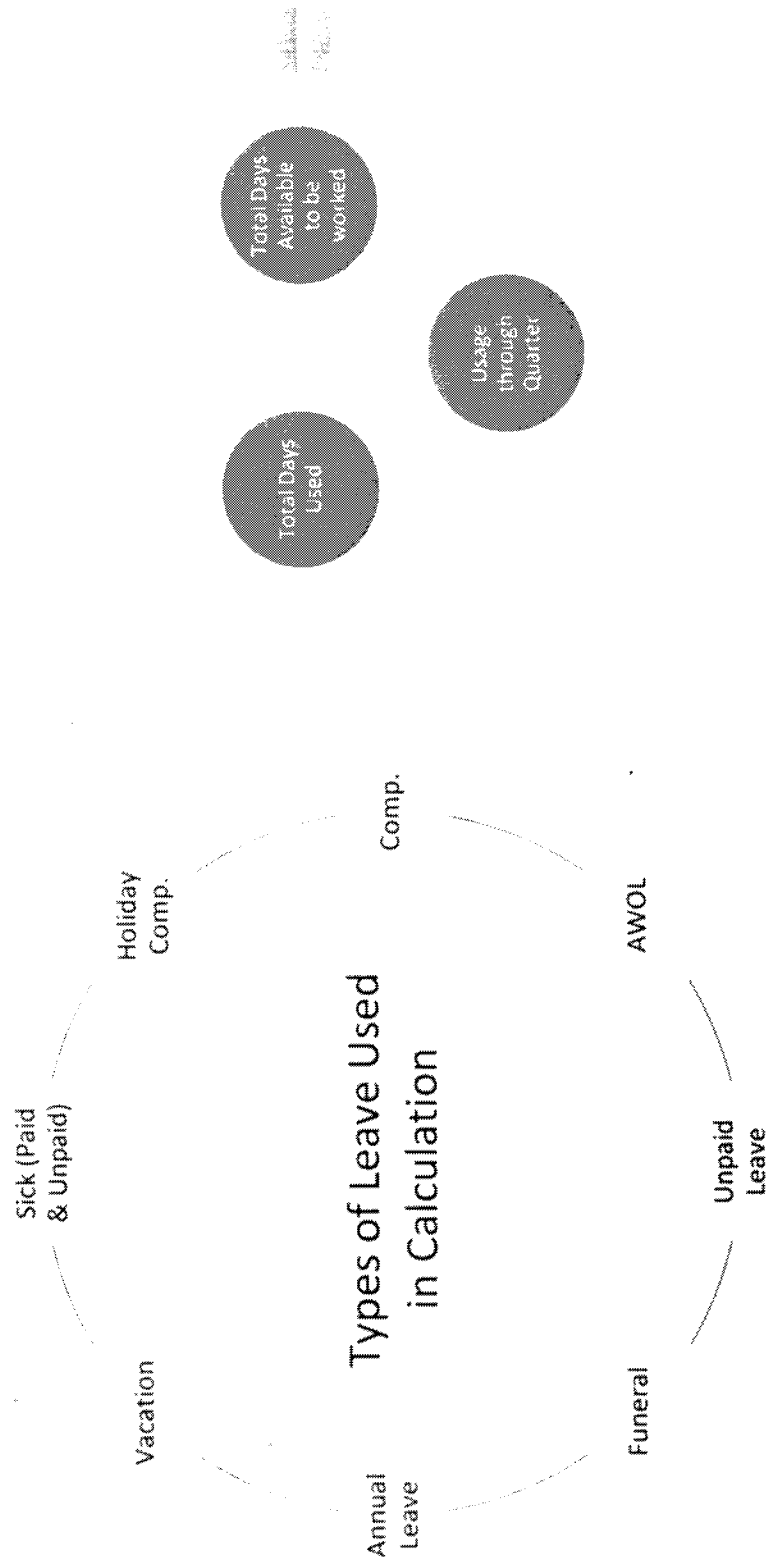 Types of Leave Used
in Calculation
Sick (Paid
& Unpaid)
Holiday
Comp.
Comp.
AWOL
Unpaid
Leave
Funeral
Annual
Leave
Vacation
Total Days
Used
Total Days
Available
to be
worked
Usage
through
Quarter